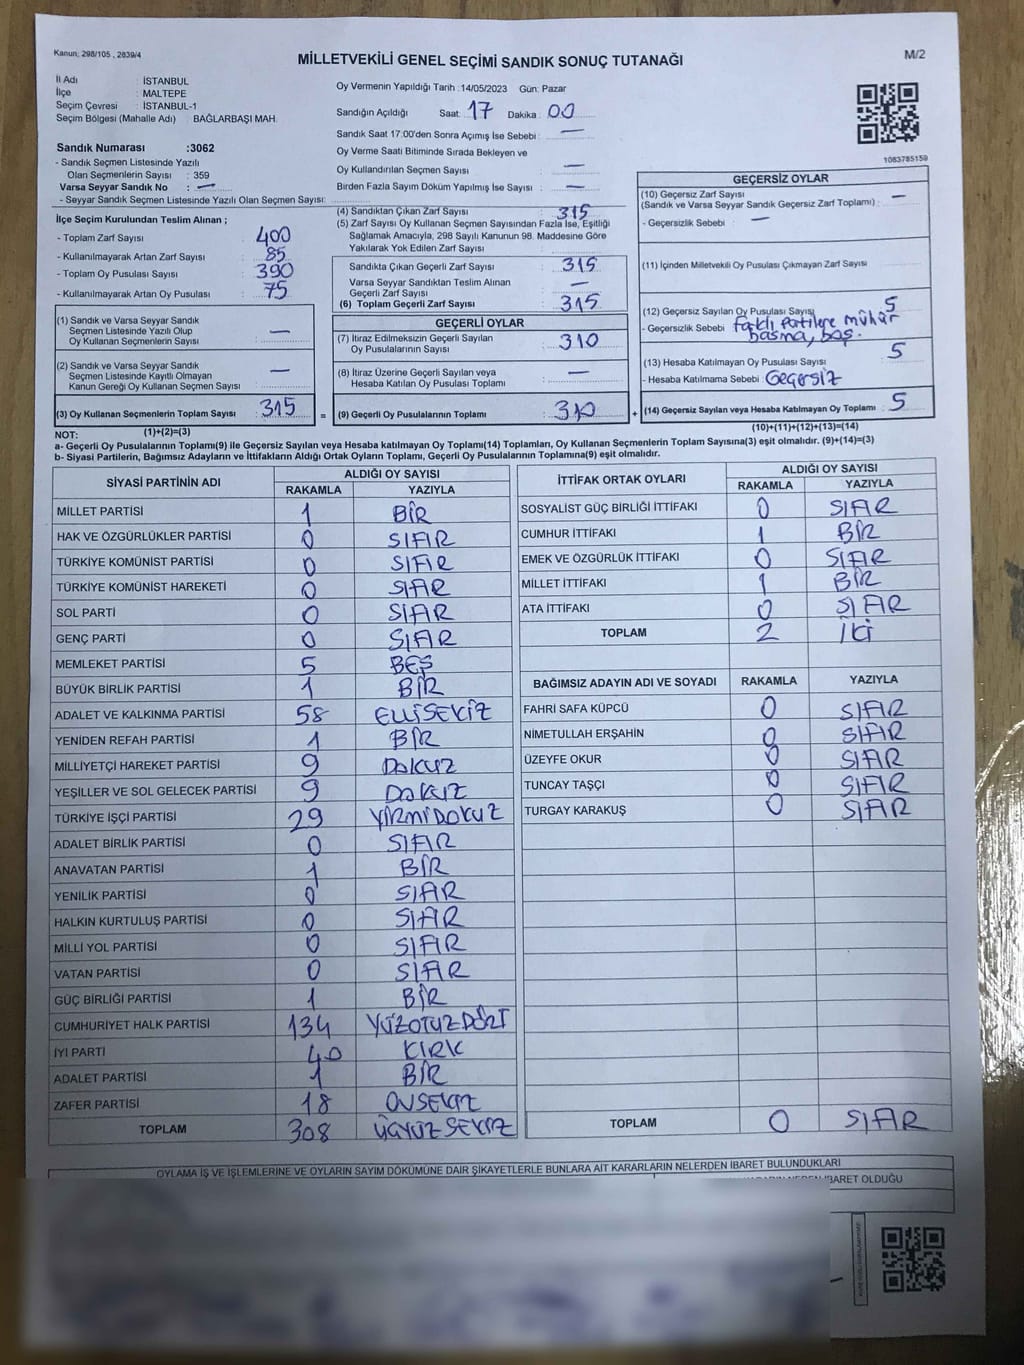 Kanun: 298/105 , 2839/4
MİLLETVEKİLİ GENEL SEÇİMİ SANDIK SONUÇ TUTANAĞI
M/2
İl Adı : İSTANBUL
İlçe : MALTEPE
Seçim Çevresi : İSTANBUL-1
Seçim Bölgesi (Mahalle Adı) : BAĞLARBAŞI MAH.
Sandık Numarası :3062
- Sandık Seçmen Listesinde Yazılı
Olan Seçmenlerin Sayısı : 359
Varsa Seyyar Sandık No : —
- Seyyar Sandık Seçmen Listesinde Yazılı Olan Seçmen Sayısı:
Oy Vermenin Yapıldığı Tarih :14/05/2023 Gün: Pazar
Sandığın Açıldığı Saat: 17 Dakika : 00
Sandık Saat 17:00'den Sonra Açımış İse Sebebi : —
Oy Verme Saati Bitiminde Sırada Bekleyen ve
Oy Kullandırılan Seçmen Sayısı : —
Birden Fazla Sayım Döküm Yapılmış İse Sayısı : —
1083785159
İlçe Seçim Kurulundan Teslim Alınan ;
- Toplam Zarf Sayısı : 400
- Kullanılmayarak Artan Zarf Sayısı : 85
- Toplam Oy Pusulası Sayısı : 390
- Kullanılmayarak Artan Oy Pusulası : 75
(1) Sandık ve Varsa Seyyar Sandık
Seçmen Listesinde Yazılı Olup
Oy Kullanan Seçmenlerin Sayısı : —
(2) Sandık ve Varsa Seyyar Sandık
Seçmen Listesinde Kayıtlı Olmayan
Kanun Gereği Oy Kullanan Seçmen Sayısı : —
(3) Oy Kullanan Seçmenlerin Toplam Sayısı : 315
(1)+(2)=(3)
(4) Sandıktan Çıkan Zarf Sayısı : 315
(5) Zarf Sayısı Oy Kullanan Seçmen Sayısından Fazla İse, Eşitliği
Sağlamak Amacıyla, 298 Sayılı Kanunun 98. Maddesine Göre
Yakılarak Yok Edilen Zarf Sayısı :
Sandıkta Çıkan Geçerli Zarf Sayısı : 315
Varsa Seyyar Sandıktan Teslim Alınan
Geçerli Zarf Sayısı :
(6) Toplam Geçerli Zarf Sayısı : 315
GEÇERLİ OYLAR
(7) İtiraz Edilmeksizin Geçerli Sayılan
Oy Pusulalarının Sayısı : 310
(8) İtiraz Üzerine Geçerli Sayılan veya
Hesaba Katılan Oy Pusulası Toplamı : —
= (9) Geçerli Oy Pusulalarının Toplamı : 310
GEÇERSİZ OYLAR
(10) Geçersiz Zarf Sayısı
(Sandık ve Varsa Seyyar Sandık Geçersiz Zarf Toplamı) : —
- Geçersizlik Sebebi : —
(11) İçinden Milletvekili Oy Pusulası Çıkmayan Zarf Sayısı
(12) Geçersiz Sayılan Oy Pusulası Sayısı 5
- Geçersizlik Sebebi : farklı Partilere mühür
basma, boş.
(13) Hesaba Katılmayan Oy Pusulası Sayısı : 5
- Hesaba Katılmama Sebebi : Geçersiz
+ (14) Geçersiz Sayılan veya Hesaba Katılmayan Oy Toplamı : 5
(10)+(11)+(12)+(13)=(14)
NOT:
a- Geçerli Oy Pusulalarının Toplamı(9) ile Geçersiz Sayılan veya Hesaba katılmayan Oy Toplamı(14) Toplamları, Oy Kullanan Seçmenlerin Toplam Sayısına(3) eşit olmalıdır. (9)+(14)=(3)
b- Siyasi Partilerin, Bağımsız Adayların ve İttifakların Aldığı Ortak Oyların Toplamı, Geçerli Oy Pusulalarının Toplamına(9) eşit olmalıdır.
SİYASİ PARTİNİN ADI ALDIĞI OY SAYISI
RAKAMLA YAZIYLA
MİLLET PARTİSİ 1 BİR
HAK VE ÖZGÜRLÜKLER PARTİSİ 0 SIFIR
TÜRKİYE KOMÜNİST PARTİSİ 0 SIFIR
TÜRKİYE KOMÜNİST HAREKETİ 0 SIFIR
SOL PARTİ 0 SIFIR
GENÇ PARTİ 0 SIFIR
MEMLEKET PARTİSİ 5 BEŞ
BÜYÜK BİRLİK PARTİSİ 1 BİR
ADALET VE KALKINMA PARTİSİ 58 ELLİSEKİZ
YENİDEN REFAH PARTİSİ 1 BİR
MİLLİYETÇİ HAREKET PARTİSİ 9 DOKUZ
YEŞİLLER VE SOL GELECEK PARTİSİ 9 DOKUZ
TÜRKİYE İŞÇİ PARTİSİ 29 YİRMİDOKUZ
ADALET BİRLİK PARTİSİ 0 SIFIR
ANAVATAN PARTİSİ 1 BİR
YENİLİK PARTİSİ 0 SIFIR
HALKIN KURTULUŞ PARTİSİ 0 SIFIR
MİLLİ YOL PARTİSİ 0 SIFIR
VATAN PARTİSİ 0 SIFIR
GÜÇ BİRLİĞİ PARTİSİ 1 BİR
CUMHURİYET HALK PARTİSİ 134 YÜZOTUZDÖRT
İYİ PARTİ 40 KIRK
ADALET PARTİSİ 1 BİR
ZAFER PARTİSİ 18 ONSEKİZ
TOPLAM 308 ÜÇYÜZSEKİZ
İTTİFAK ORTAK OYLARI ALDIĞI OY SAYISI
RAKAMLA YAZIYLA
SOSYALİST GÜÇ BİRLİĞİ İTTİFAKI 0 SIFIR
CUMHUR İTTİFAKI 1 BİR
EMEK VE ÖZGÜRLÜK İTTİFAKI 0 SIFIR
MİLLET İTTİFAKI 1 BİR
ATA İTTİFAKI 0 SIFIR
TOPLAM 2 İKİ
BAĞIMSIZ ADAYIN ADI VE SOYADI RAKAMLA YAZIYLA
FAHRİ SAFA KÜPCÜ 0 SIFIR
NİMETULLAH ERŞAHİN 0 SIFIR
ÜZEYFE OKUR 0 SIFIR
TUNCAY TAŞÇI 0 SIFIR
TURGAY KARAKUŞ 0 SIFIR
TOPLAM 0 SIFIR
OYLAMA İŞ VE İŞLEMLERİNE VE OYLARIN SAYIM DÖKÜMÜNE DAİR ŞİKAYETLERLE BUNLARA AİT KARARLARIN NELERDEN İBARET BULUNDUKLARI
İBARET OLDUĞU